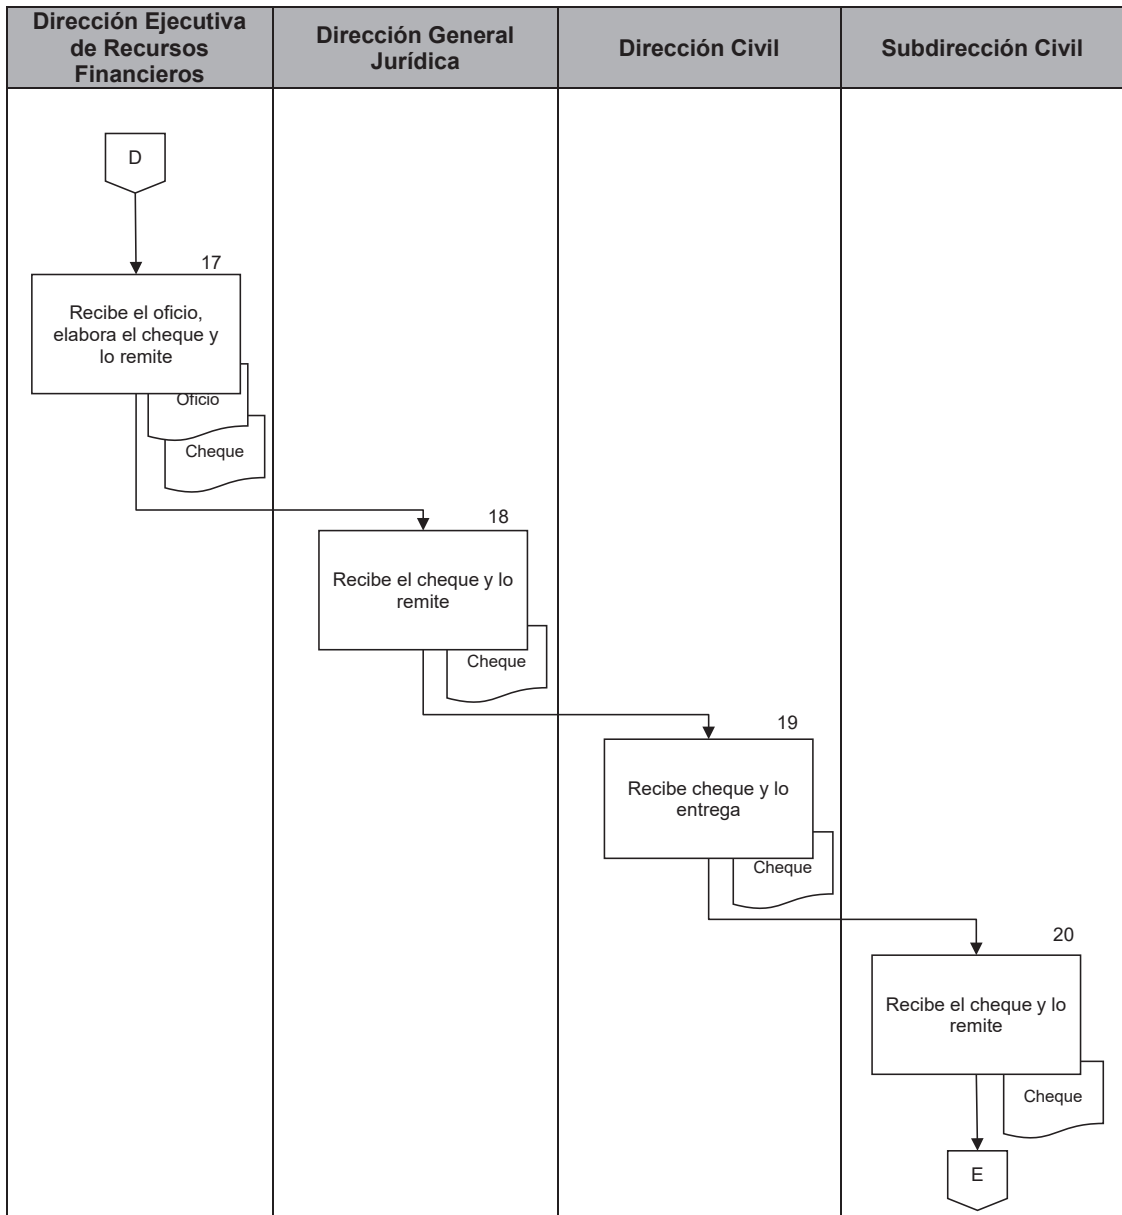 Dirección Ejecutiva
de Recursos
Financieros
Dirección General
Jurídica
Dirección Civil
Subdirección Civil
D
17
Recibe el oficio,
elabora el cheque y
lo remite
Oficio
Cheque
18
Recibe el cheque y lo
remite
Cheque
19
Recibe cheque y lo
entrega
Cheque
20
Recibe el cheque y lo
remite
Cheque
E